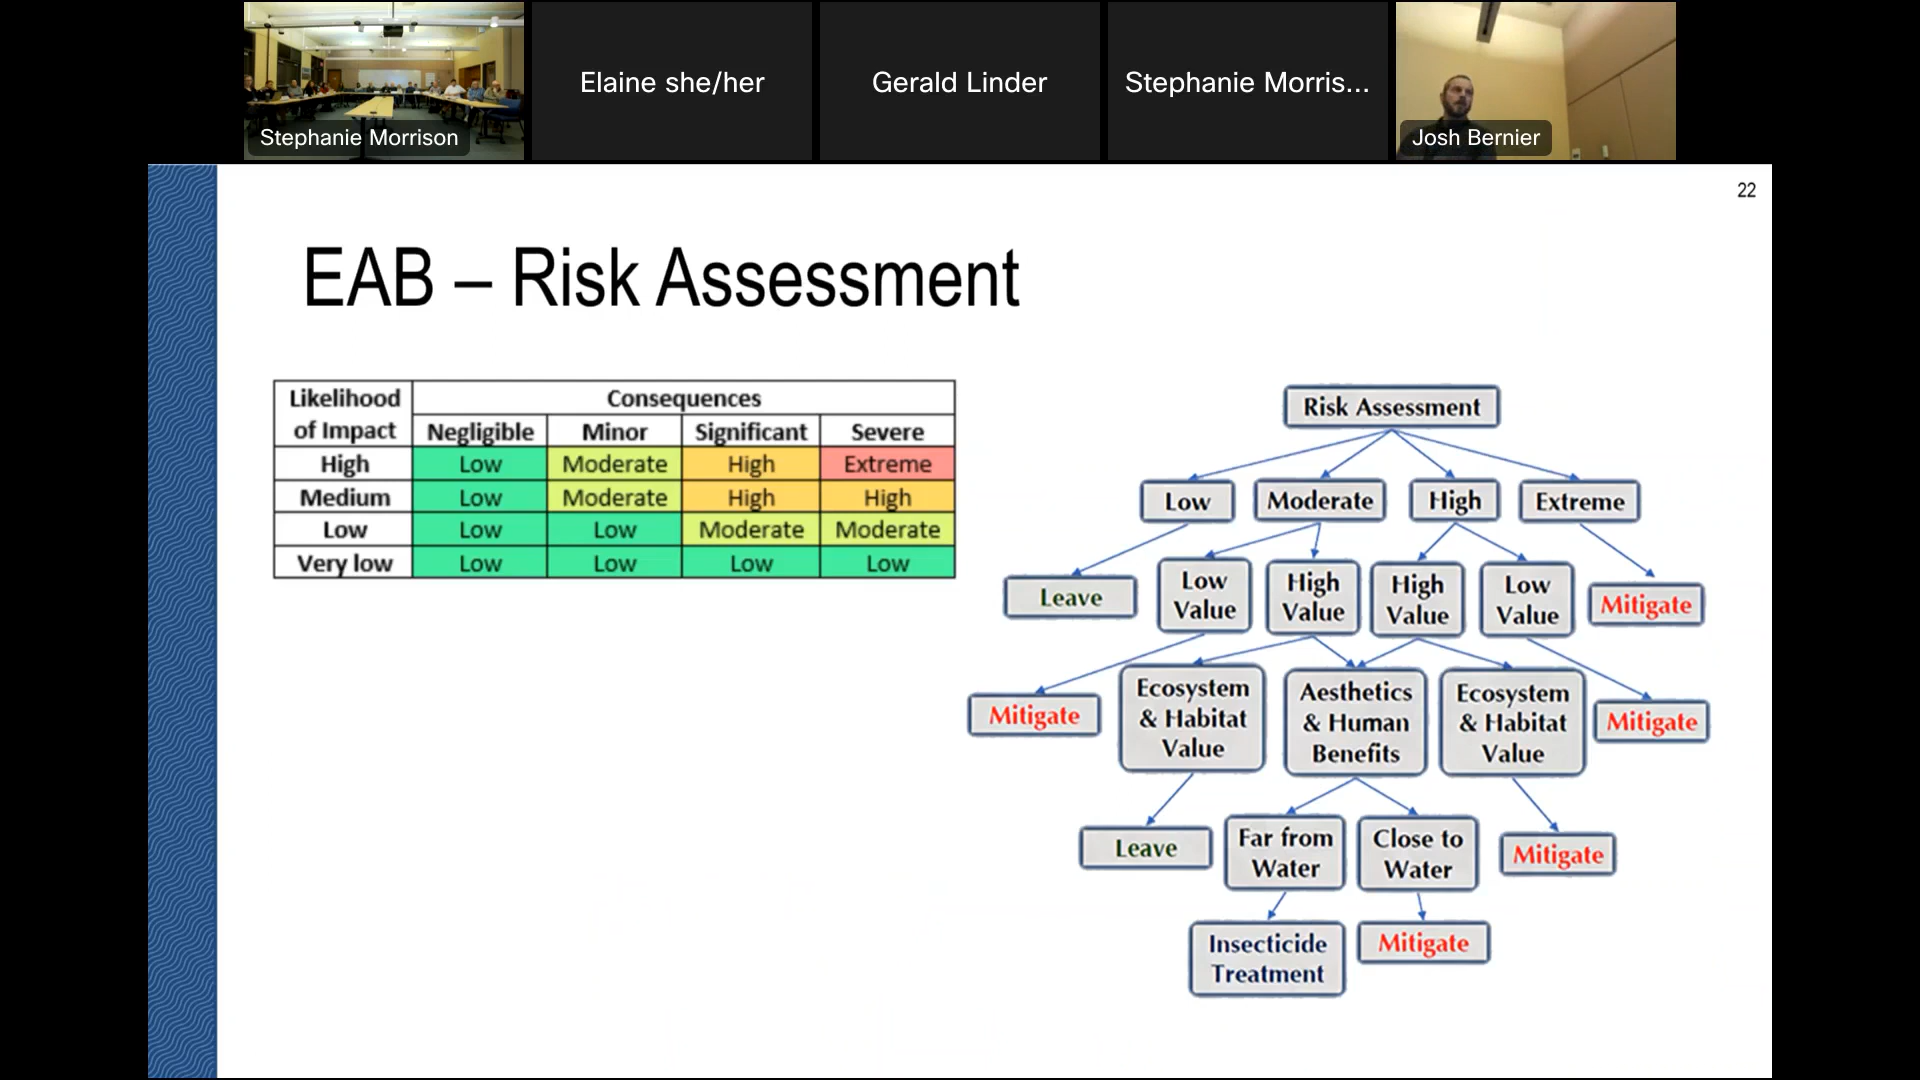 Stephanie Morrison
Elaine she/her
Gerald Linder
Stephanie Morris...
Josh Bernier
22
EAB – Risk Assessment
Likelihood of Impact Consequences
Negligible Minor Significant Severe
High Low Moderate High Extreme
Medium Low Moderate High High
Low Low Low Moderate Moderate
Very low Low Low Low Low
Risk Assessment
Low Moderate High Extreme
Leave
Low
Value
High
Value
High
Value
Low
Value
Mitigate
Mitigate
Ecosystem
& Habitat
Value
Aesthetics
& Human
Benefits
Ecosystem
& Habitat
Value
Mitigate
Leave
Far from
Water
Close to
Water
Mitigate
Insecticide
Treatment
Mitigate